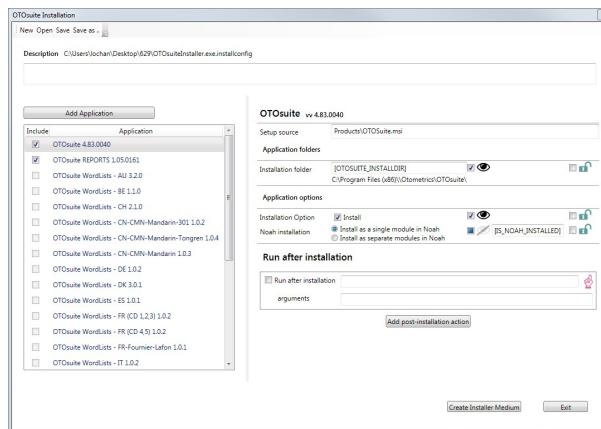 OTOsuite Installation
New Open Save Save as
Description C:\Users\lochan\Desktop\629\OTOsuiteInstaller.exe.installconfig
Add Application
Include Application
OTOsuite 4.83.0040
OTOsuite REPORTS 1.05.0161
OTOsuite WordLists - AU 3.2.0
OTOsuite WordLists - BE 1.1.0
OTOsuite WordLists - CH 2.1.0
OTOsuite WordLists - CN-CMN-Mandarin-301 1.0.2
OTOsuite WordLists - CN-CMN-Mandarin-Tongren 1.0.4
OTOsuite WordLists - CN-CMN-Mandarin 1.0.3
OTOsuite WordLists - DE 1.0.2
OTOsuite WordLists - DK 3.0.1
OTOsuite WordLists - ES 1.0.1
OTOsuite WordLists - FR (CD 1,2,3) 1.0.2
OTOsuite WordLists - FR (CD 4,5) 1.0.2
OTOsuite WordLists - FR-Fournier-Lafon 1.0.1
OTOsuite WordLists - IT 1.0.2
OTOsuite vv 4.83.0040
Setup source Products\OTOSuite.msi
Application folders
Installation folder [OTOSUITE_INSTALLDIR]
C:\Program Files (x86)\\Otometrics\OTOsuite\
Application options
Installation Option Install
Noah installation Install as a single module in Noah [IS_NOAH_INSTALLED]
Install as separate modules in Noah
Run after installation
Run after installation
arguments
Add post-installation action
Create Installer Medium Exit